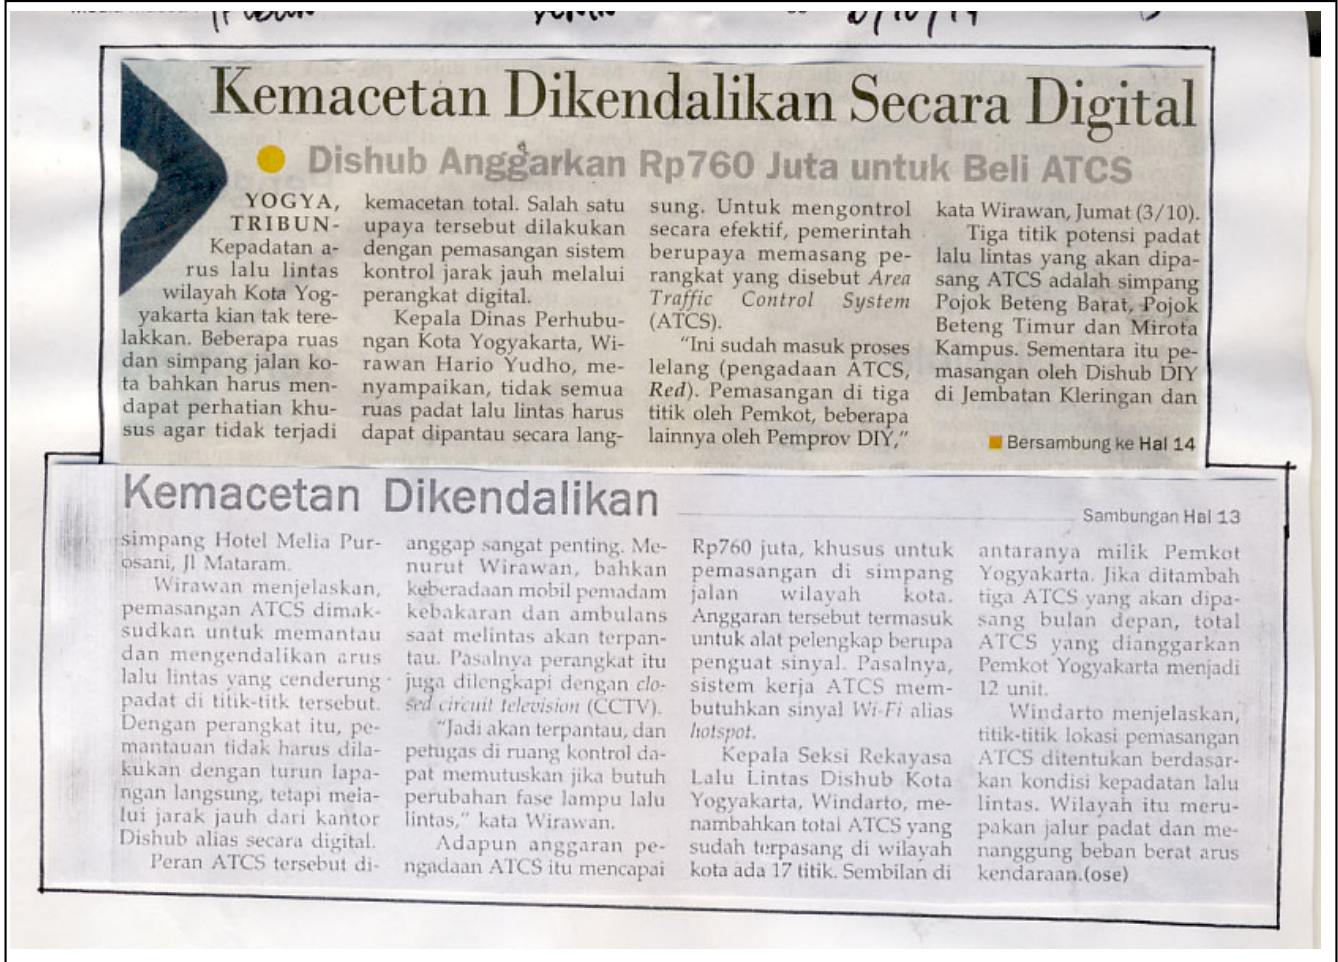 Kemacetan Dikendalikan Secara Digital
Dishub Anggarkan Rp760 Juta untuk Beli ATCS
YOGYA,
TRIBUN-
Kepadatan a-
rus lalu lintas
wilayah Kota Yog-
yakarta kian tak tere-
lakkan. Beberapa ruas
dan simpang jalan ko-
ta bahkan harus men-
dapat perhatian khu-
sus agar tidak terjadi
kemacetan total. Salah satu
upaya tersebut dilakukan
dengan pemasangan sistem
kontrol jarak jauh melalui
perangkat digital.
Kepala Dinas Perhubu-
ngan Kota Yogyakarta, Wi-
rawan Hario Yudho, me-
nyampaikan, tidak semua
ruas padat lalu lintas harus
dapat dipantau secara lang-
sung. Untuk mengontrol
secara efektif, pemerintah
berupaya memasang pe-
rangkat yang disebut Area
Traffic Control System
(ATCS).
"Ini sudah masuk proses
lelang (pengadaan ATCS,
Red). Pemasangan di tiga
titik oleh Pemkot, beberapa
lainnya oleh Pemprov DIY,"
kata Wirawan, Jumat (3/10).
Tiga titik potensi padat
lalu lintas yang akan dipa-
sang ATCS adalah simpang
Pojok Beteng Barat, Pojok
Beteng Timur dan Mirota
Kampus. Sementara itu pe-
masangan oleh Dishub DIY
di Jembatan Kleringan dan
Bersambung ke Hal 14
Kemacetan Dikendalikan
Sambungan Hal 13
simpang Hotel Melia Pur-
osani, Jl Mataram.
Wirawan menjelaskan,
pemasangan ATCS dimak-
sudkan untuk memantau
dan mengendalikan arus
lalu lintas yang cenderung
padat di titik-titk tersebut.
Dengan perangkat itu, pe-
mantauan tidak harus dila-
kukan dengan turun lapa-
ngan langsung, tetapi mela-
lui jarak jauh dari kantor
Dishub alias secara digital.
Peran ATCS tersebut di-
anggap sangat penting. Me-
nurut Wirawan, bahkan
keberadaan mobil pemadam
kebakaran dan ambulans
saat melintas akan terpan-
tau. Pasalnya perangkat itu
juga dilengkapi dengan clo-
sed circuit television (CCTV).
"Jadi akan terpantau, dan
petugas di ruang kontrol da-
pat memutuskan jika butuh
perubahan fase lampu lalu
lintas," kata Wirawan.
Adapun anggaran pe-
ngadaan ATCS itu mencapai
Rp760 juta, khusus untuk
pemasangan di simpang
jalan wilayah kota.
Anggaran tersebut termasuk
untuk alat pelengkap berupa
penguat sinyal. Pasalnya,
sistem kerja ATCS mem-
butuhkan sinyal Wi-Fi alias
hotspot.
Kepala Seksi Rekayasa
Lalu Lintas Dishub Kota
Yogyakarta, Windarto, me-
nambahkan total ATCS yang
sudah terpasang di wilayah
kota ada 17 titik. Sembilan di
antaranya milik Pemkot
Yogyakarta. Jika ditambah
tiga ATCS yang akan dipa-
sang bulan depan, total
ATCS yang dianggarkan
Pemkot Yogyakarta menjadi
12 unit.
Windarto menjelaskan,
titik-titik lokasi pemasangan
ATCS ditentukan berdasar-
kan kondisi kepadatan lalu
lintas. Wilayah itu meru-
pakan jalur padat dan me-
nanggung beban berat arus
kendaraan.(ose)